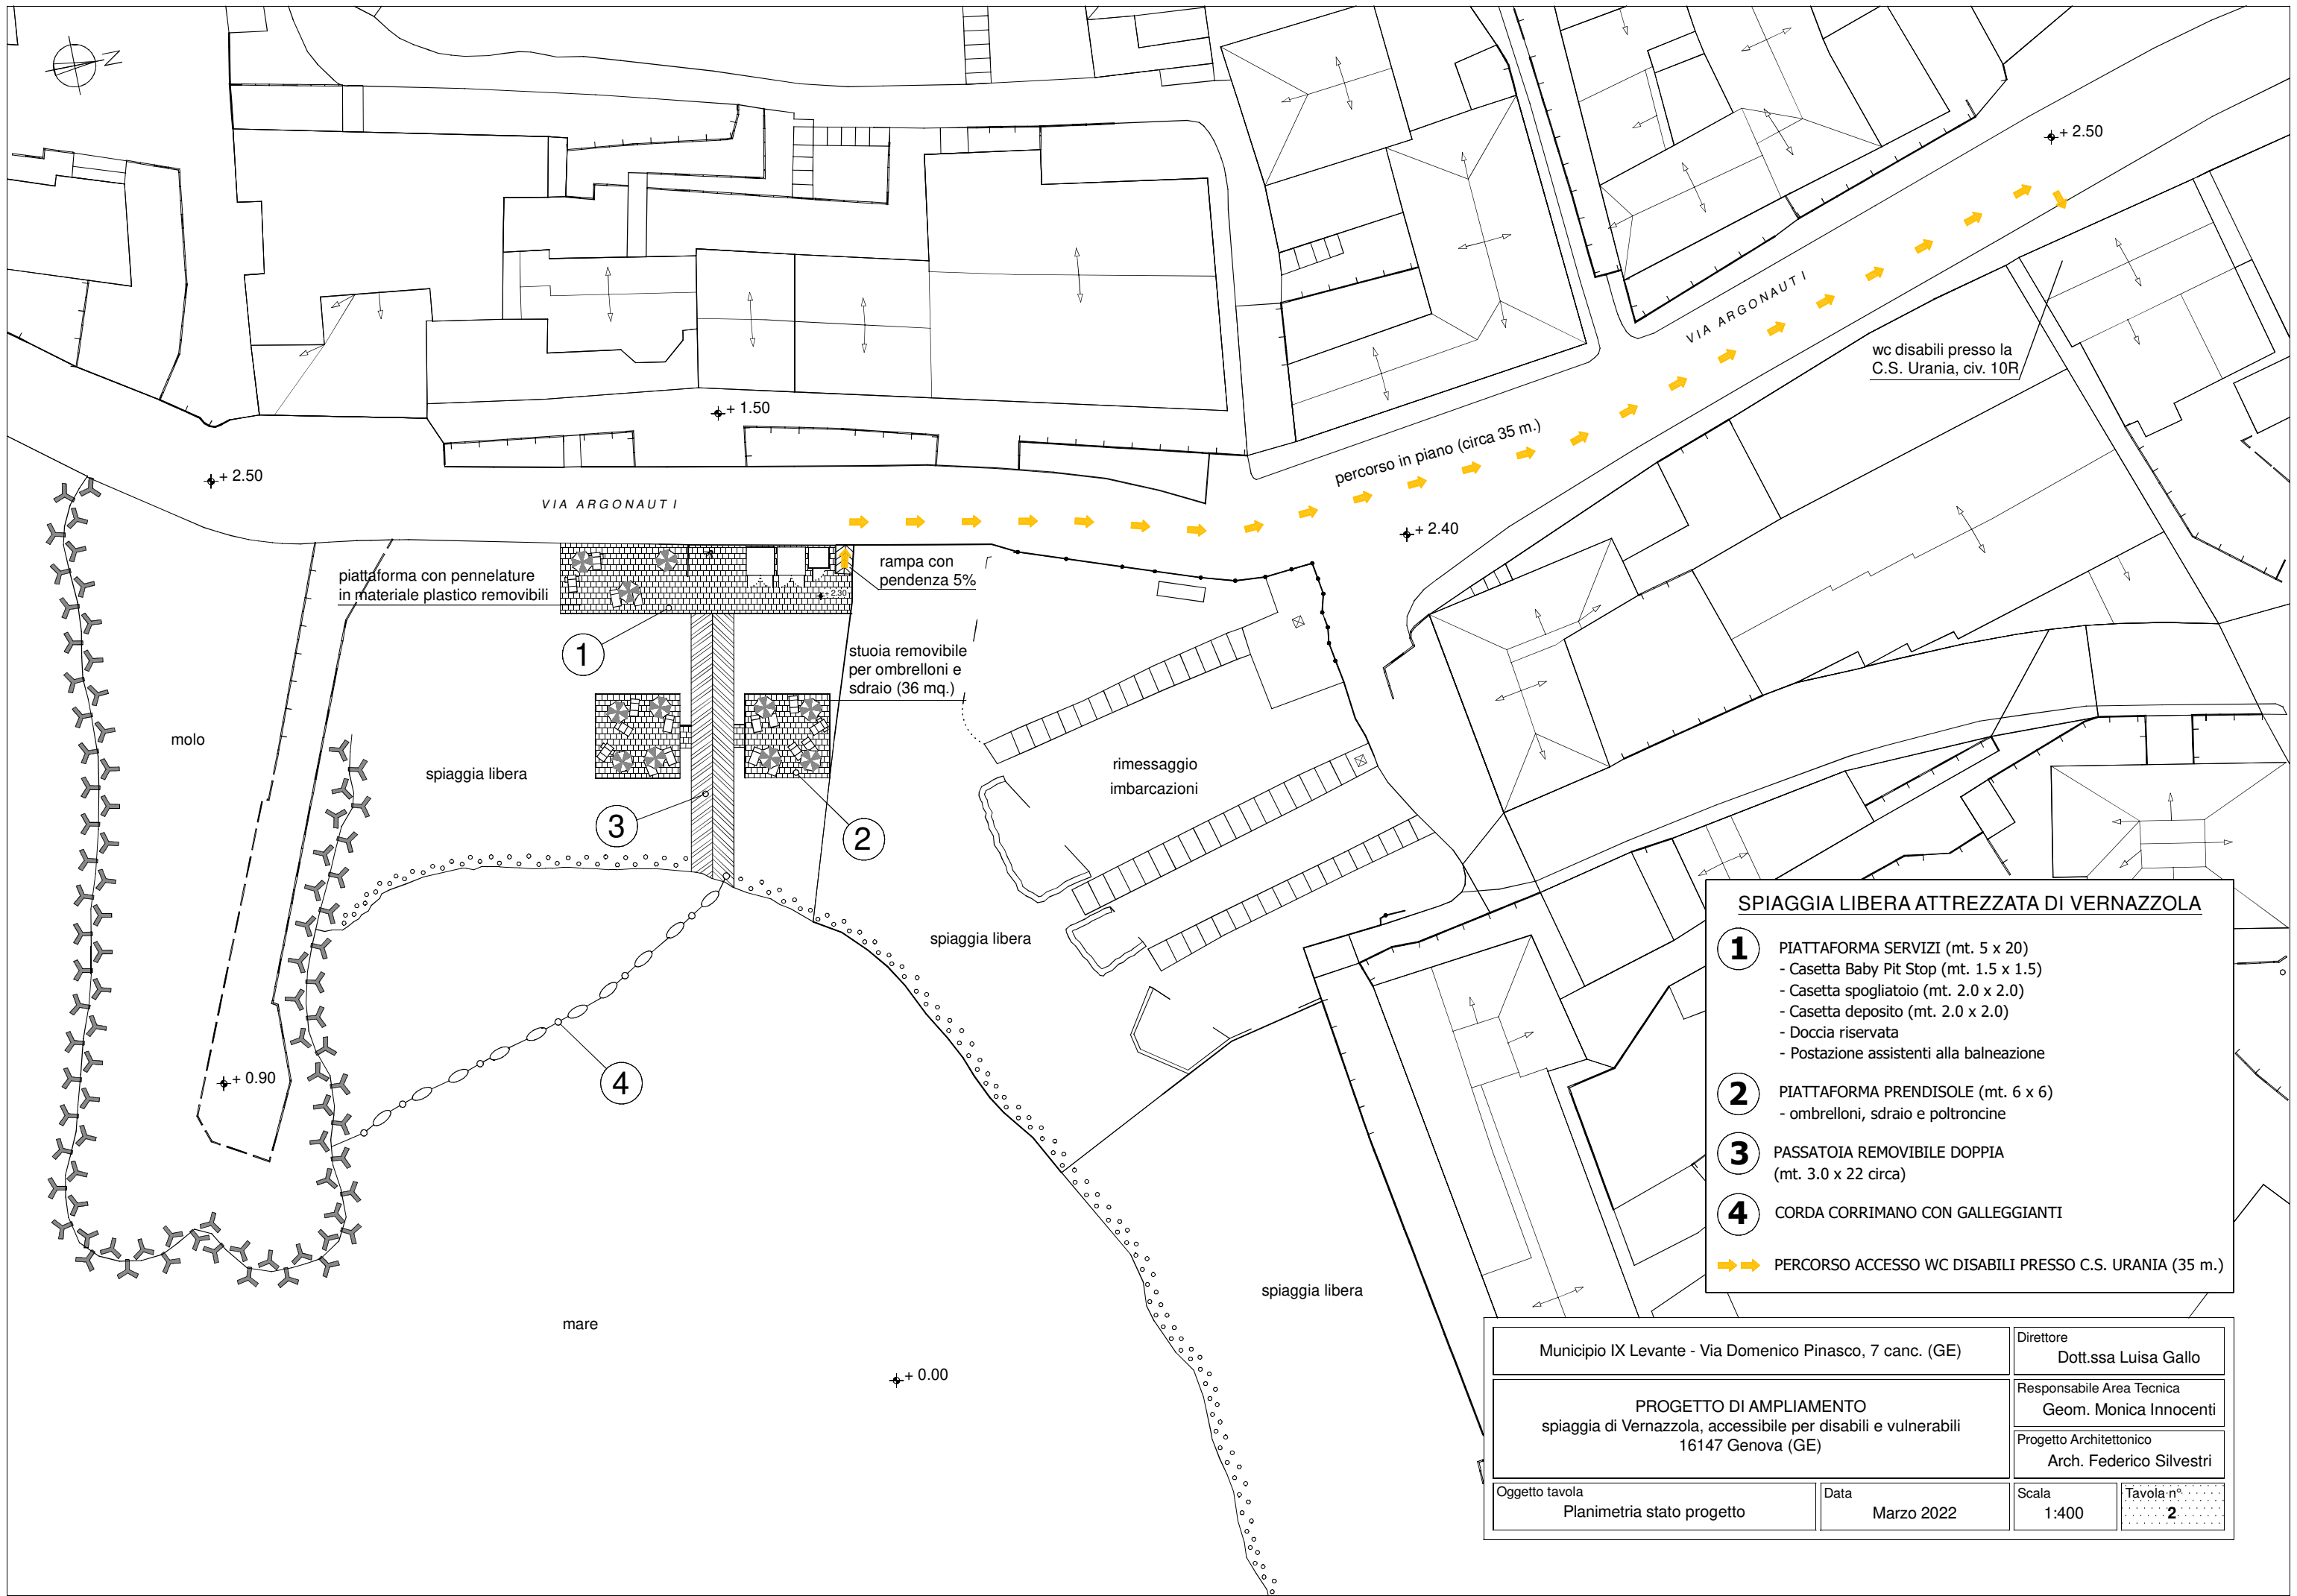 N
+ 2.50
VIA ARGONAUTI
wc disabili presso la
C.S. Urania, civ. 10R
+ 1.50
percorso in piano (circa 35 m.)
+ 2.50
VIA ARGONAUTI
+ 2.40
rampa con
pendenza 5%
piattaforma con pennelature
in materiale plastico removibili
+ 2.30
1
stuoia removibile
per ombrelloni e
sdraio (36 mq.)
molo
spiaggia libera
rimessaggio
imbarcazioni
3
2
spiaggia libera
+ 0.90
4
spiaggia libera
mare
+ 0.00
SPIAGGIA LIBERA ATTREZZATA DI VERNAZZOLA
1 PIATTAFORMA SERVIZI (mt. 5 x 20)
- Casetta Baby Pit Stop (mt. 1.5 x 1.5)
- Casetta spogliatoio (mt. 2.0 x 2.0)
- Casetta deposito (mt. 2.0 x 2.0)
- Doccia riservata
- Postazione assistenti alla balneazione
2 PIATTAFORMA PRENDISOLE (mt. 6 x 6)
- ombrelloni, sdraio e poltroncine
3 PASSATOIA REMOVIBILE DOPPIA
(mt. 3.0 x 22 circa)
4 CORDA CORRIMANO CON GALLEGGIANTI
PERCORSO ACCESSO WC DISABILI PRESSO C.S. URANIA (35 m.)
Municipio IX Levante - Via Domenico Pinasco, 7 canc. (GE)
Direttore
Dott.ssa Luisa Gallo
PROGETTO DI AMPLIAMENTO
spiaggia di Vernazzola, accessibile per disabili e vulnerabili
16147 Genova (GE)
Responsabile Area Tecnica
Geom. Monica Innocenti
Progetto Architettonico
Arch. Federico Silvestri
Oggetto tavola
Planimetria stato progetto
Data
Marzo 2022
Scala
1:400
Tavola n°
2